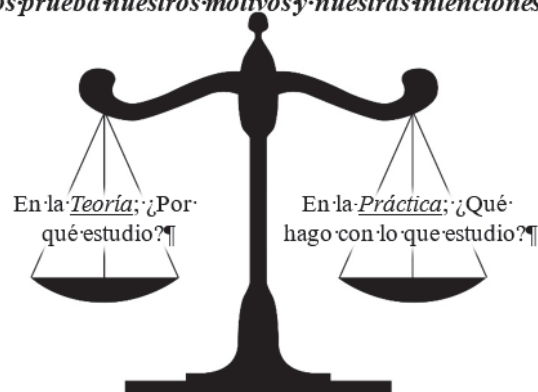 os prueba nuestros motivos y nuestras intenciones
En la Teoría; ¿Por
qué estudio?¶
En la Práctica; ¿Qué
hago con lo que estudio?¶